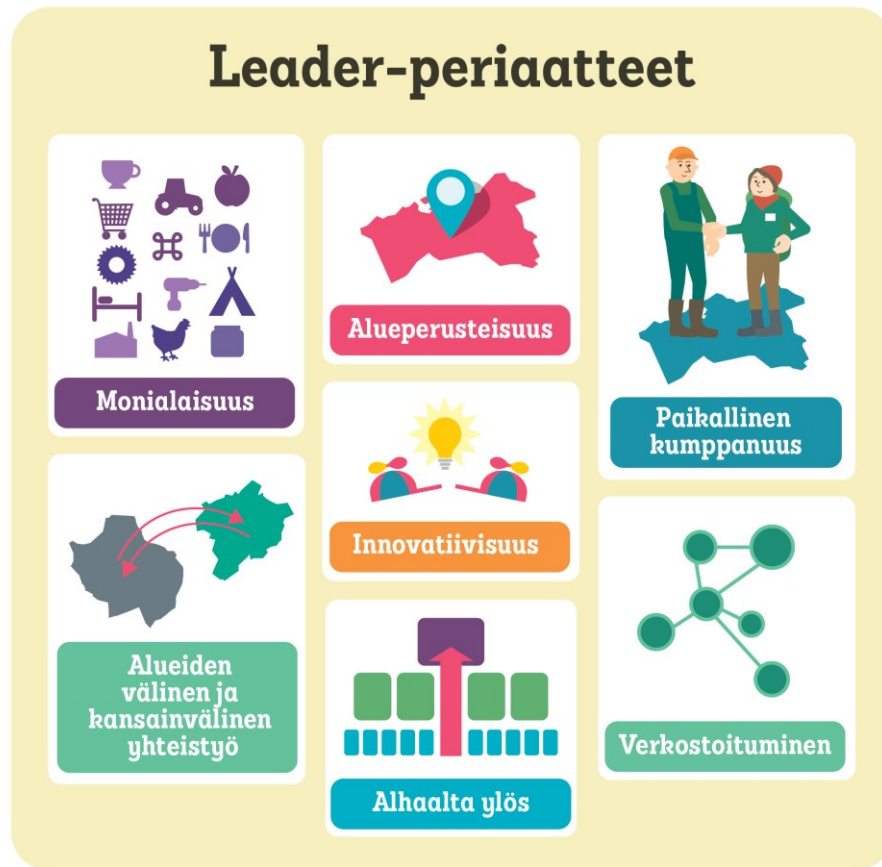 Leader-periaatteet
Monialaisuus
Alueperusteisuus
Paikallinen
kumppanuus
Alueiden
välinen ja
kansainvälinen
yhteistyö
Innovatiivisuus
Alhaalta ylös
Verkostoituminen